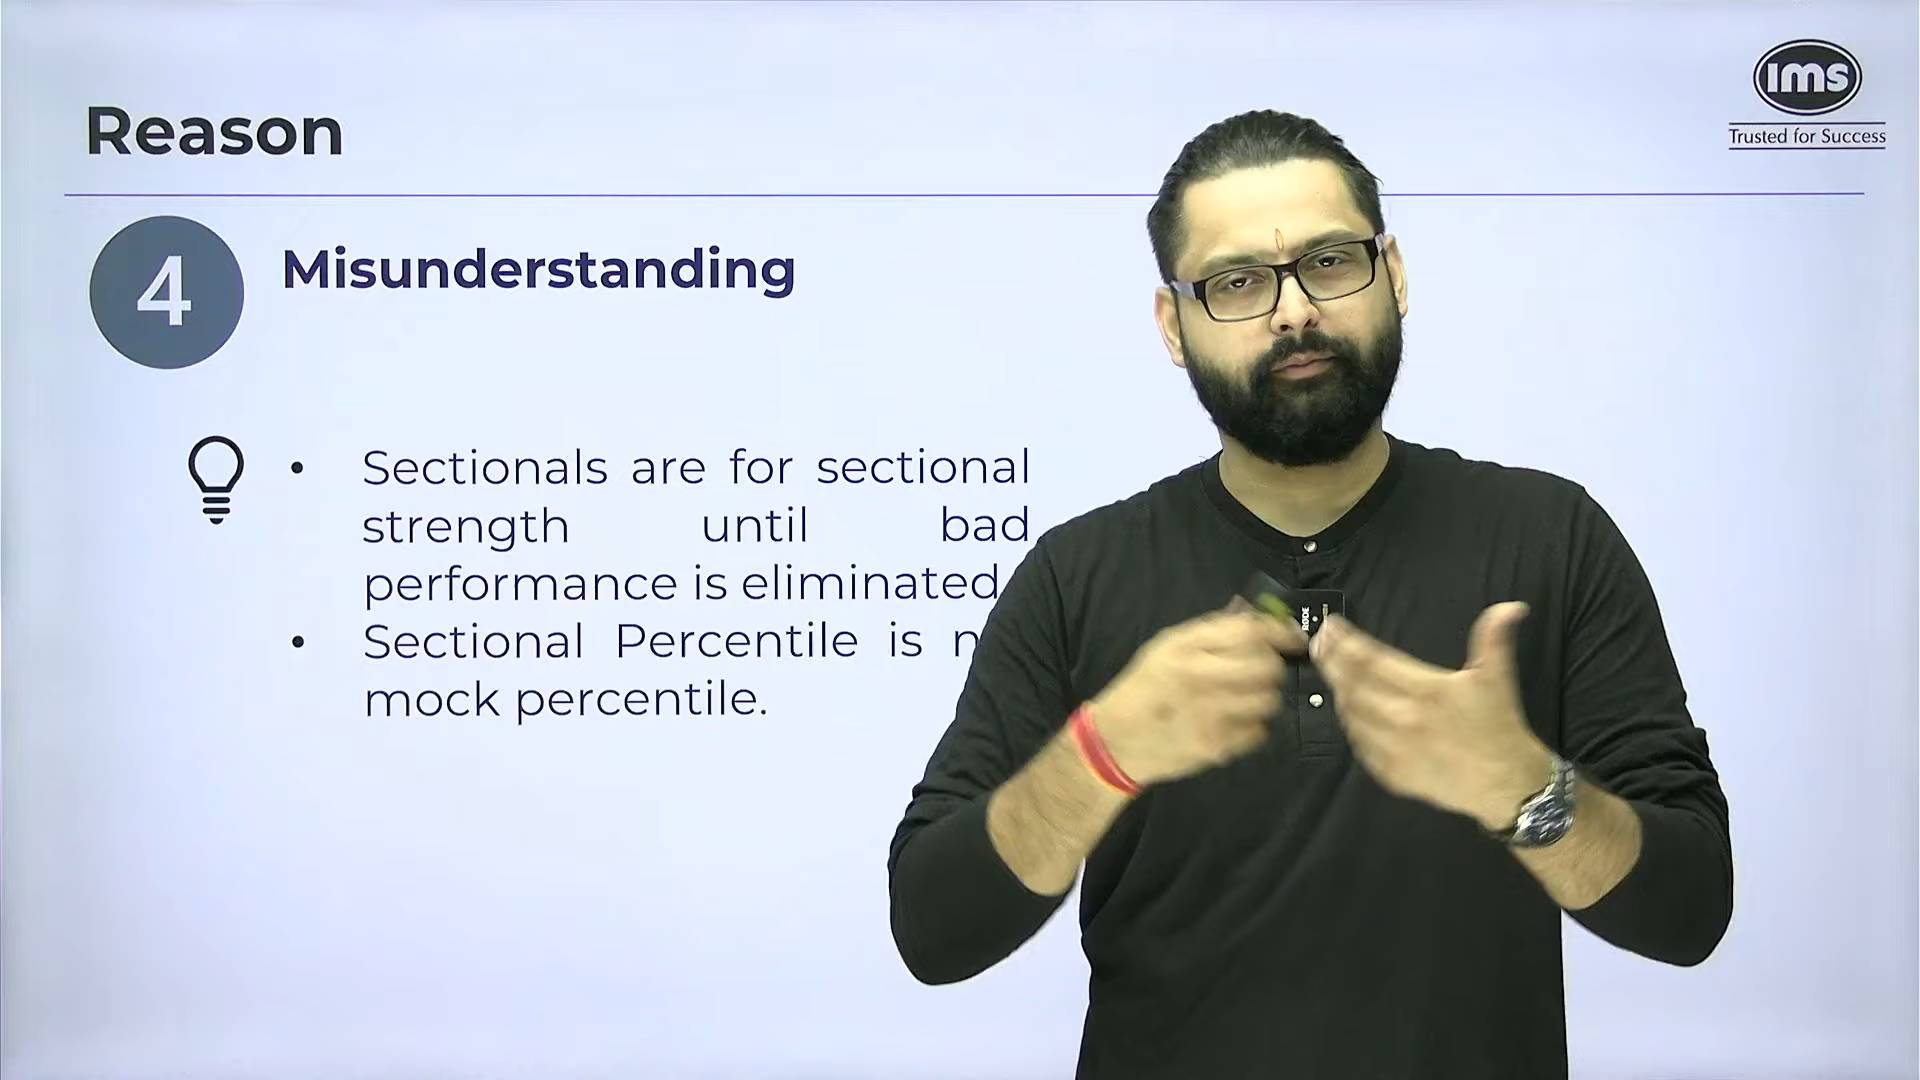 ims
Trusted for Success
Reason
4
Misunderstanding
• Sectionals are for sectional
strength until bad
performance is eliminated
• Sectional Percentile is
mock percentile.
RODE